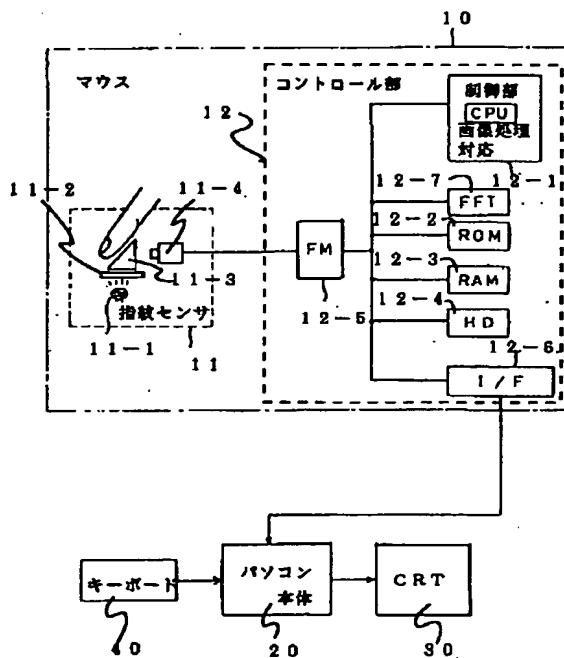 10
マウス
コントロール部
12
制御部
CPU
画像処理
対応
11-2
11-4
12-7
12-1
FFT
12-2
ROM
FM
12-3
11-3
RAM
12-4
12-5
HD
指紋センサ
12-6
11-1
11
I/F
キーボード
パソコン
本体
CRT
40
20
30